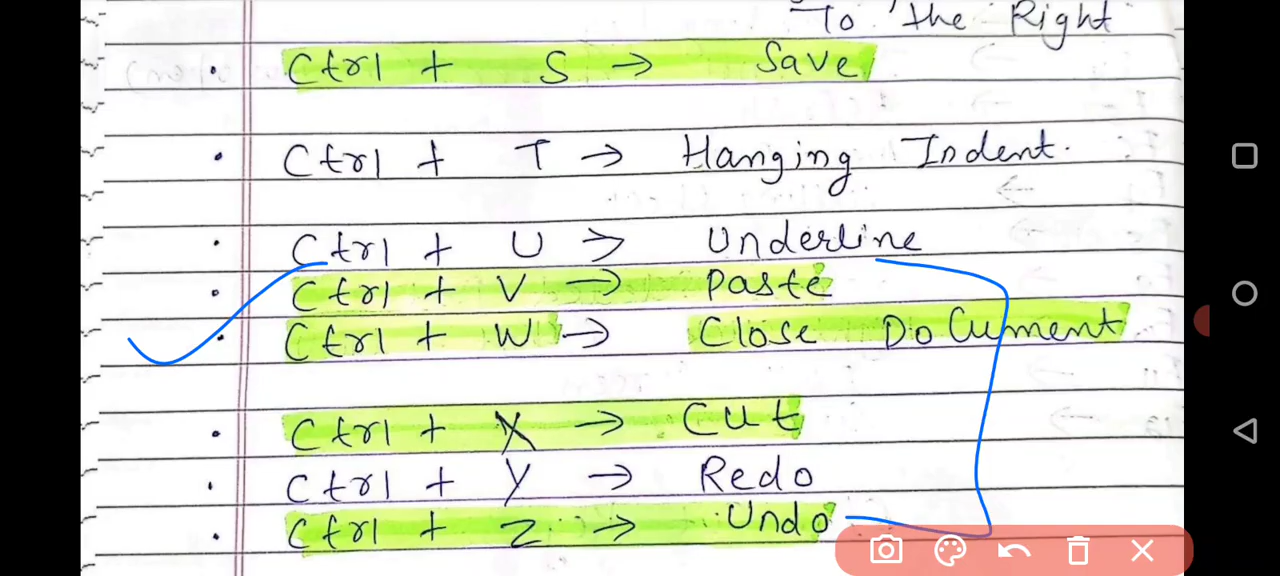 To the Right
Ctrl + S → Save
Ctrl + T → Hanging Indent.
Ctrl + U → Underline
Ctrl + V → Paste
Ctrl + W → Close Document
Ctrl + X → Cut
Ctrl + Y → Redo
Ctrl + Z → Undo